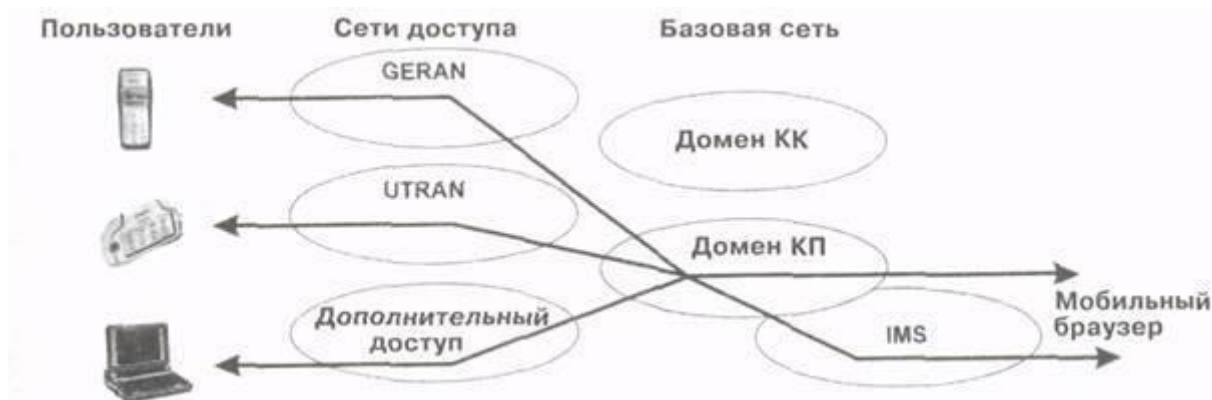 Пользователи
Сети доступа
Базовая сеть
GERAN
Домен КК
UTRAN
Домен КП
Мобильный
браузер
Дополнительный
доступ
IMS